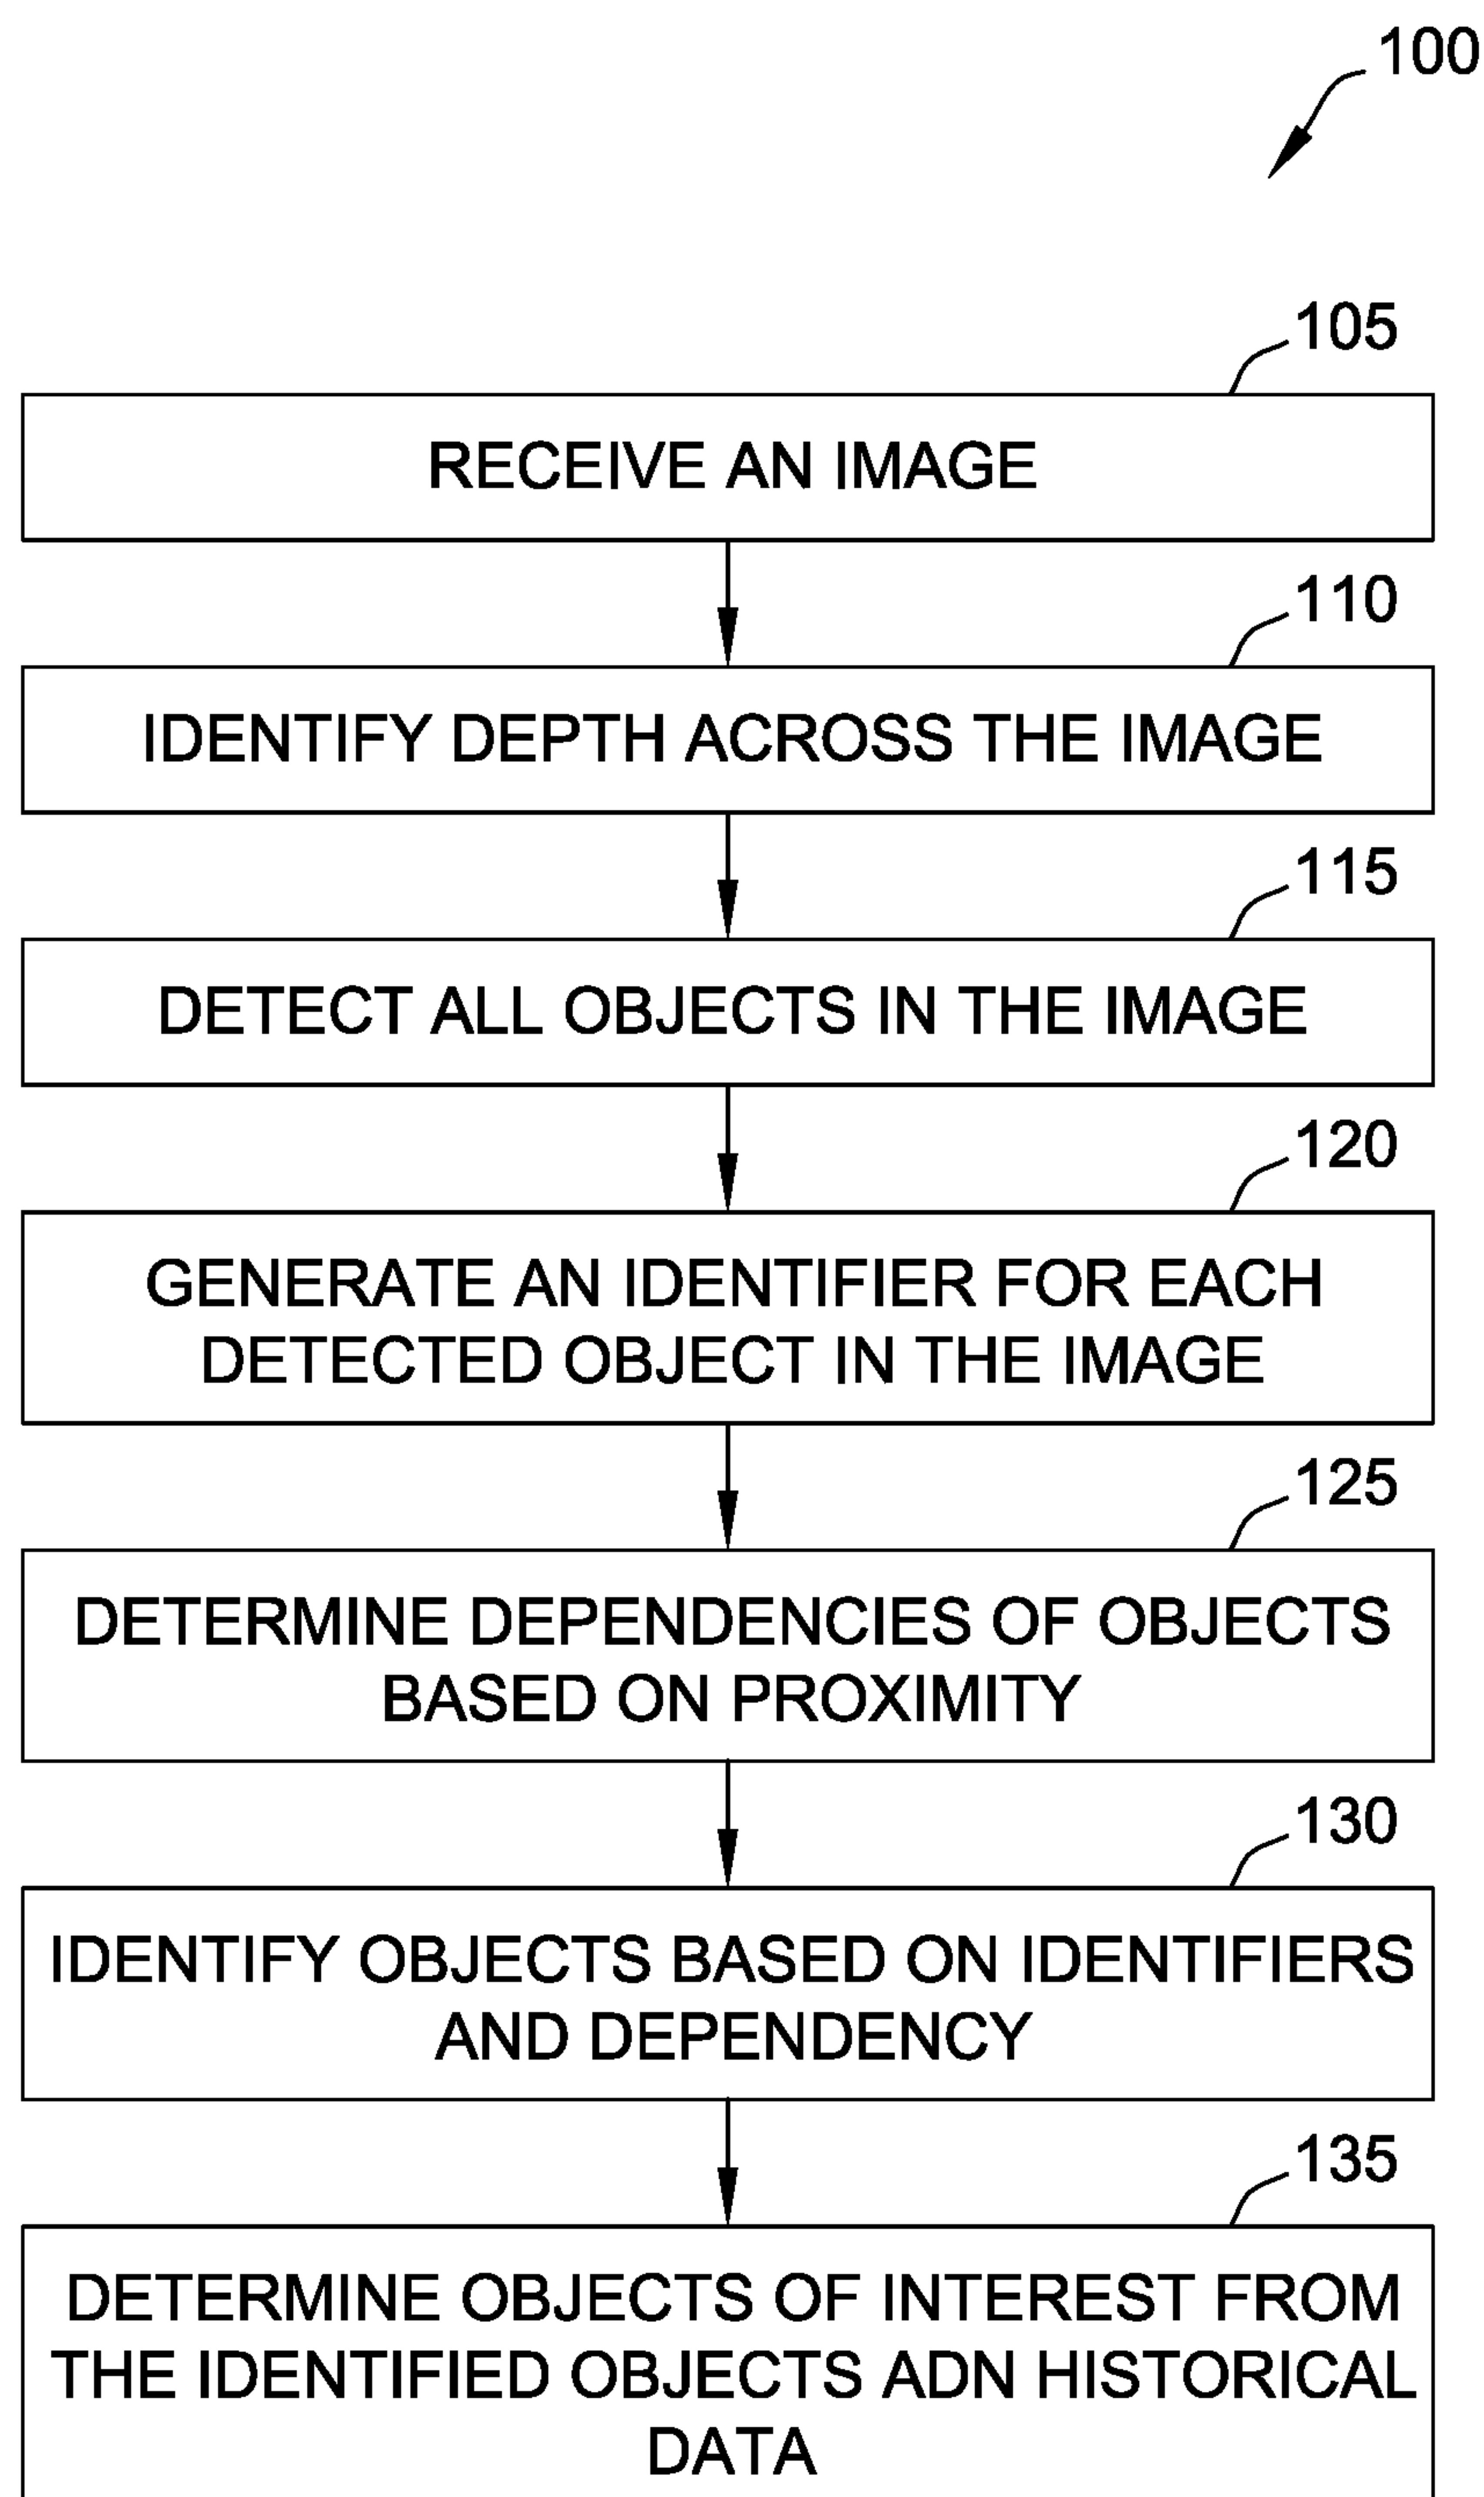 100
105
RECEIVE AN IMAGE
110
IDENTIFY DEPTH ACROSS THE IMAGE
115
DETECT ALL OBJECTS IN THE IMAGE
120
GENERATE AN IDENTIFIER FOR EACH
DETECTED OBJECT IN THE IMAGE
125
DETERMINE DEPENDENCIES OF OBJECTS
BASED ON PROXIMITY
130
IDENTIFY OBJECTS BASED ON IDENTIFIERS
AND DEPENDENCY
135
DETERMINE OBJECTS OF INTEREST FROM
THE IDENTIFIED OBJECTS ADN HISTORICAL
DATA